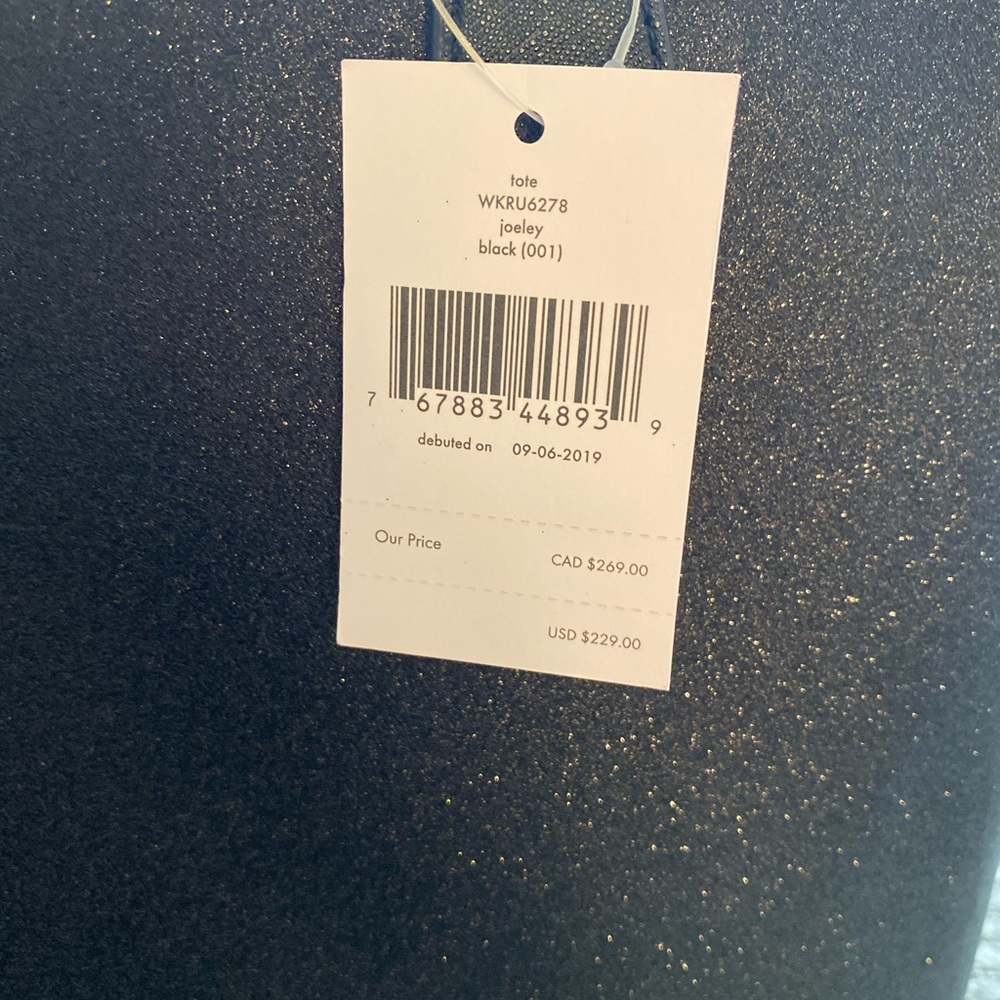 tote
WKRU6278
joeley
black (001)
7 67883 44893 9
debuted on 09-06-2019
Our Price
CAD $269.00
USD $229.00